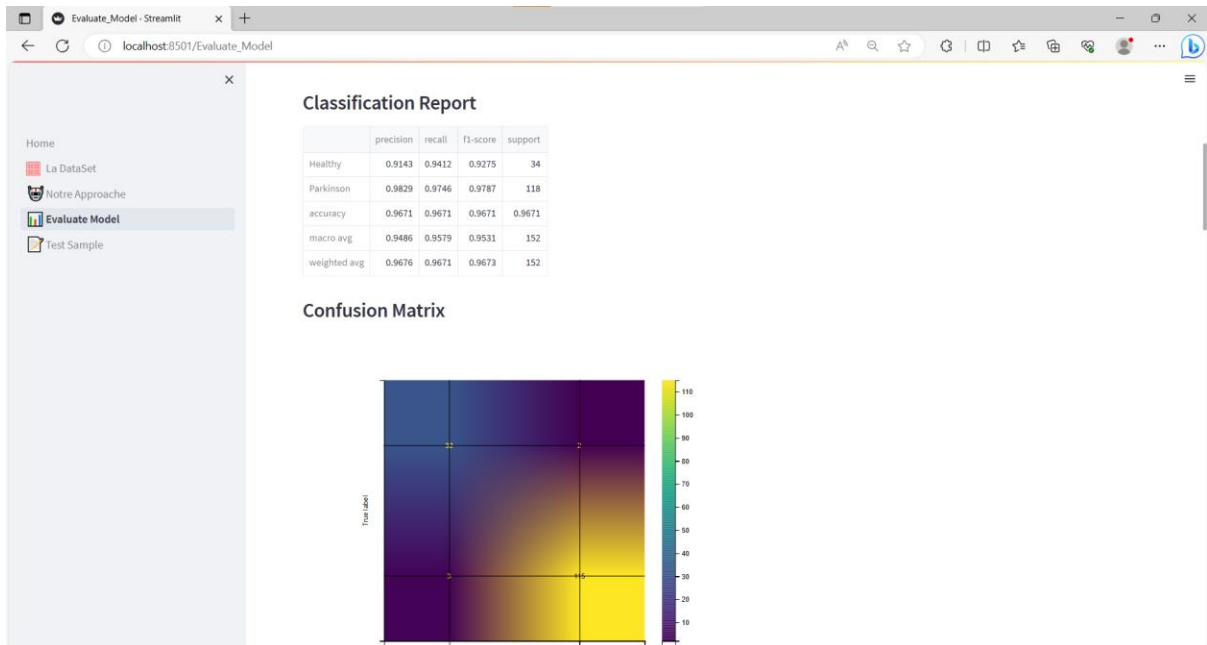 Evaluate_Model - Streamlit
localhost:8501/Evaluate_Model
Home
La DataSet
Notre Approache
Evaluate Model
Test Sample
Classification Report
precision recall f1-score support
Healthy 0.9143 0.9412 0.9275 34
Parkinson 0.9829 0.9746 0.9787 118
accuracy 0.9671 0.9671 0.9671 0.9671
macro avg 0.9486 0.9579 0.9531 152
weighted avg 0.9676 0.9671 0.9673 152
Confusion Matrix
32 2
3 115
True label
110
100
90
80
70
60
50
40
30
20
10